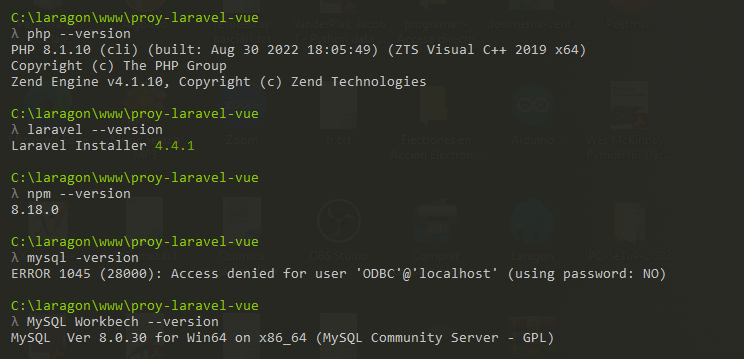 C:\laragon\www\proy-laravel-vue
λ php --version
PHP 8.1.10 (cli) (built: Aug 30 2022 18:05:49) (ZTS Visual C++ 2019 x64)
Copyright (c) The PHP Group
Zend Engine v4.1.10, Copyright (c) Zend Technologies
C:\laragon\www\proy-laravel-vue
λ laravel --version
Laravel Installer 4.4.1
C:\laragon\www\proy-laravel-vue
λ npm --version
8.18.0
C:\laragon\www\proy-laravel-vue
λ mysql -version
ERROR 1045 (28000): Access denied for user 'ODBC'@'localhost' (using password: NO)
C:\laragon\www\proy-laravel-vue
λ MySQL Workbech --version
MySQL  Ver 8.0.30 for Win64 on x86_64 (MySQL Community Server - GPL)